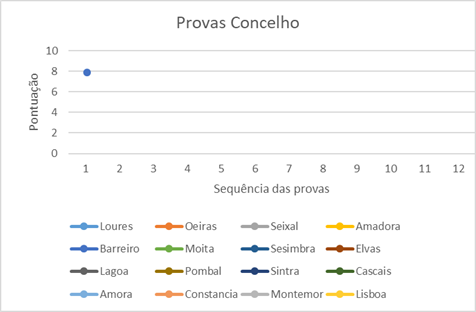 Provas Concelho
10
8
6
4
2
0
Pontuação
1 2 3 4 5 6 7 8 9 10 11 12
Sequência das provas
Loures Oeiras Seixal Amadora
Barreiro Moita Sesimbra Elvas
Lagoa Pombal Sintra Cascais
Amora Constancia Montemor Lisboa